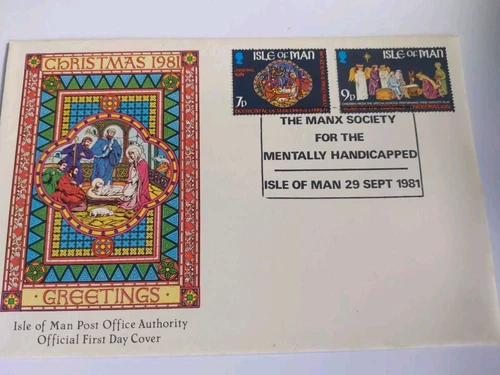 CHRISTMAS 1981
GREETINGS
Isle of Man Post Office Authority
Official First Day Cover
ISLE OF MAN
7p
ISLE OF MAN
9p
THE MANX SOCIETY
FOR THE
MENTALLY HANDICAPPED
ISLE OF MAN 29 SEPT 1981